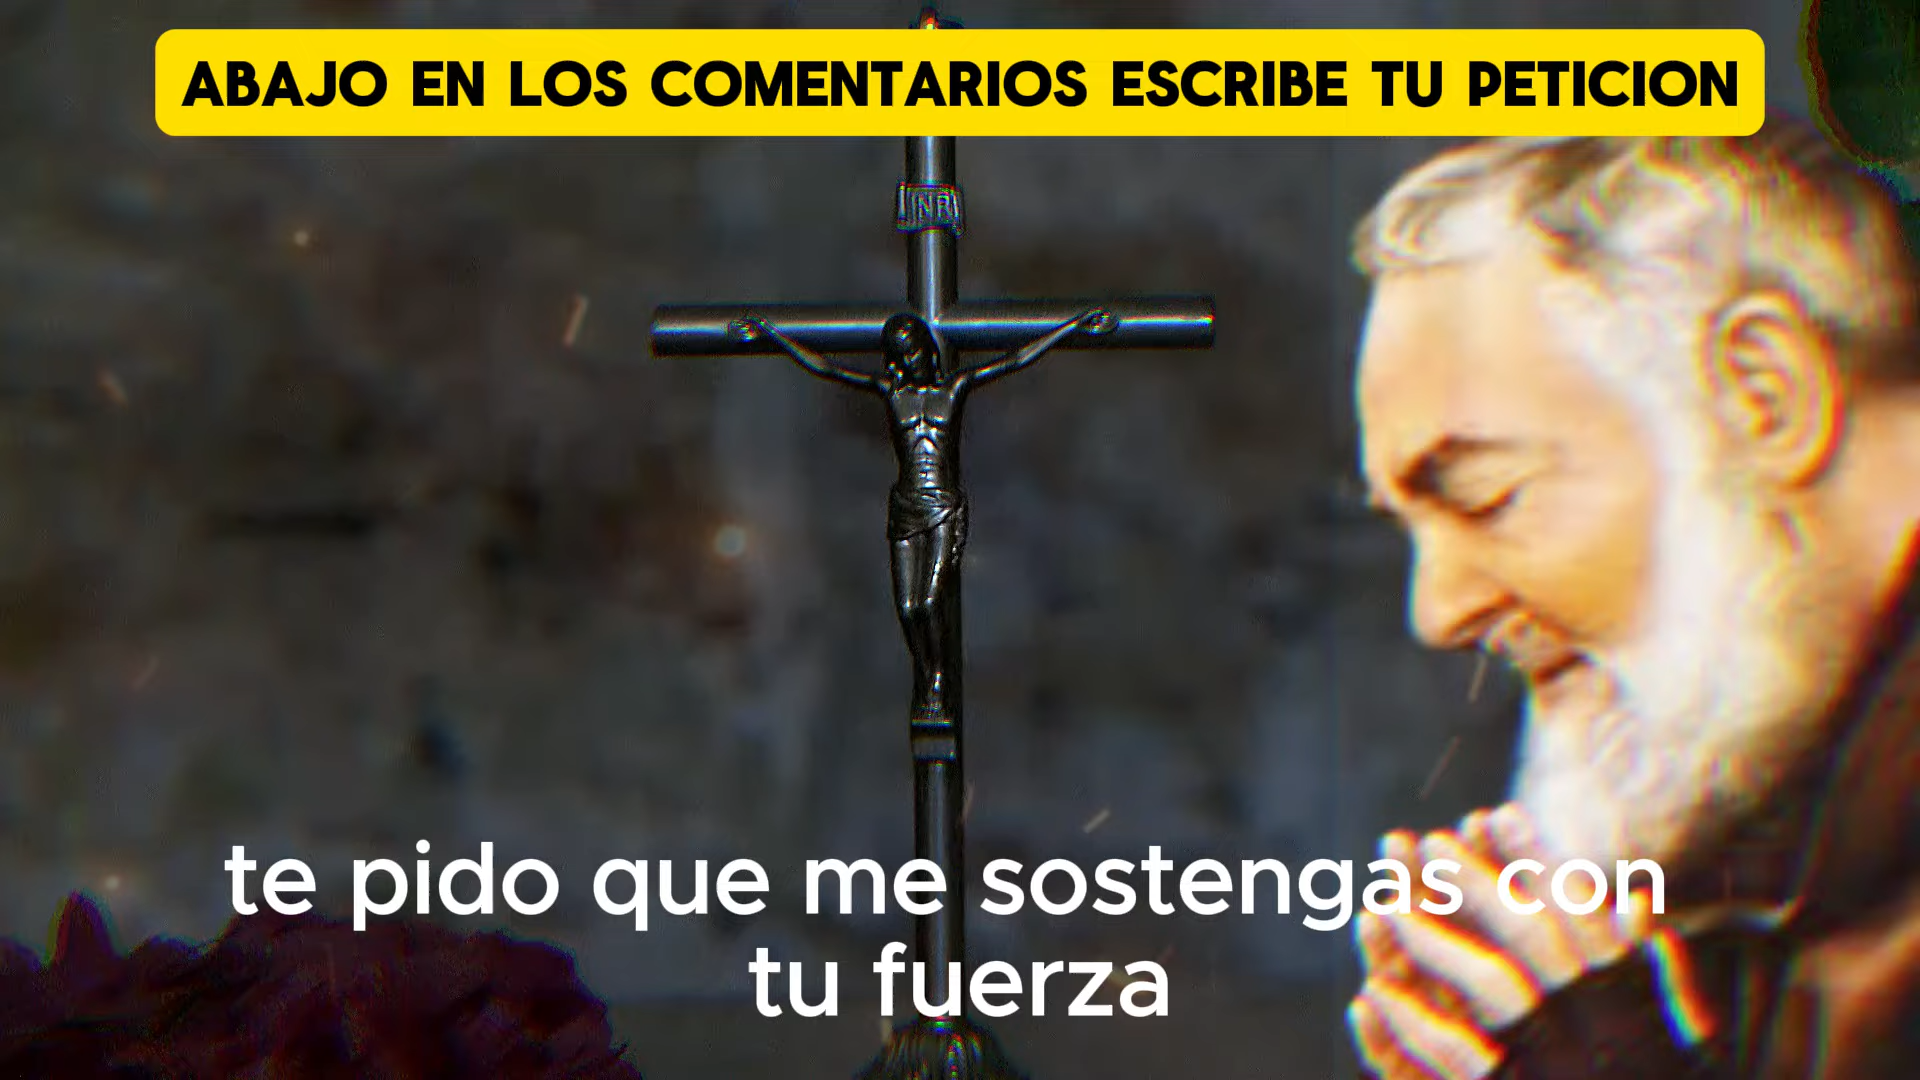 ABAJO EN LOS COMENTARIOS ESCRIBE TU PETICION
INRI
te pido que me sostengas con
tu fuerza